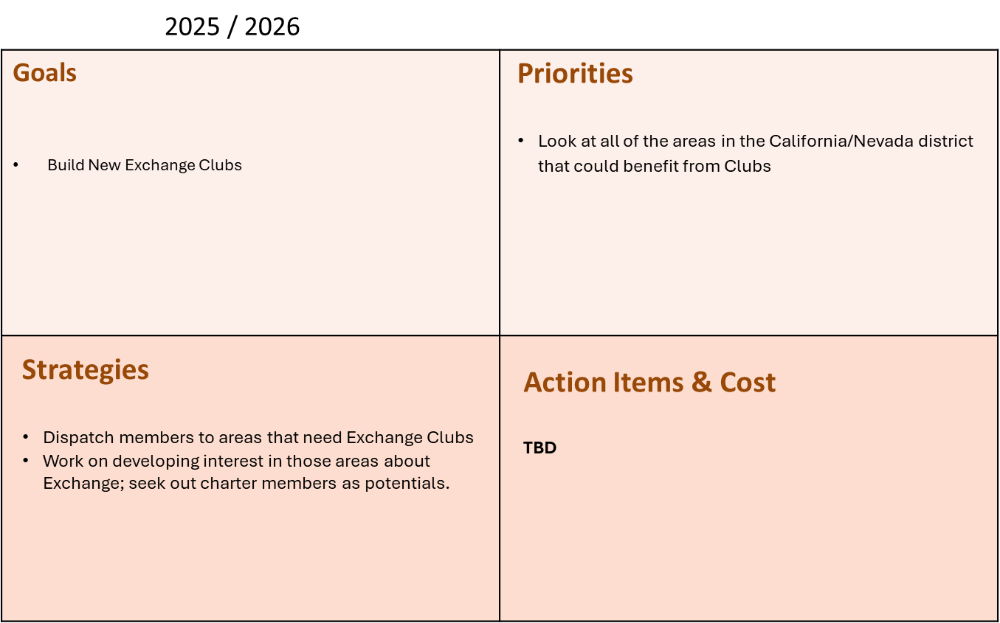 2025 / 2026
Goals
• Build New Exchange Clubs
Priorities
• Look at all of the areas in the California/Nevada district
that could benefit from Clubs
Strategies
• Dispatch members to areas that need Exchange Clubs
• Work on developing interest in those areas about
Exchange; seek out charter members as potentials.
Action Items & Cost
TBD